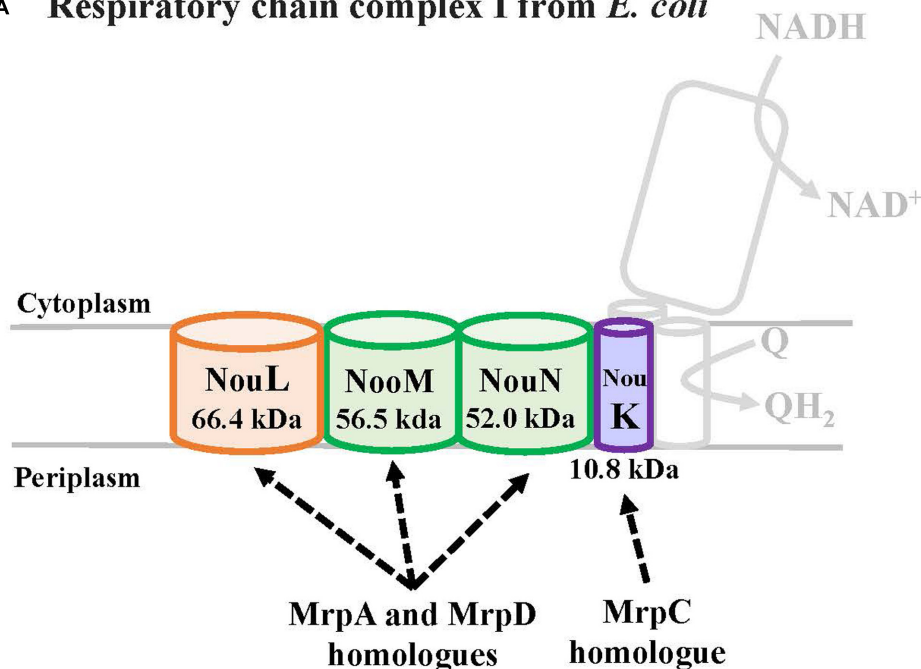 A
Respiratory chain complex I from E. coli
NADH
NAD+
Cytoplasm
NouL
66.4 kDa
NooM
56.5 kda
NouN
52.0 kDa
Nou
K
Q
QH2
10.8 kDa
Periplasm
MrpA and MrpD
homologues
MrpC
homologue